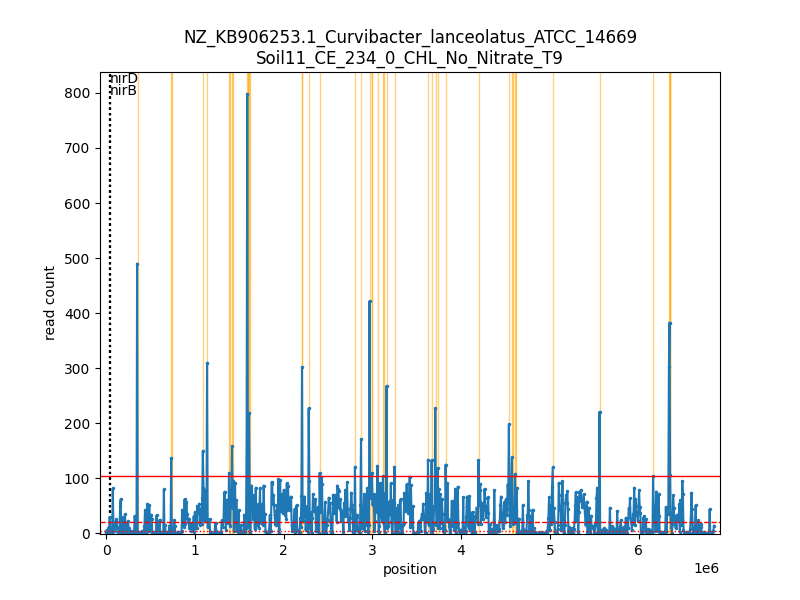 NZ_KB906253.1_Curvibacter_lanceolatus_ATCC_14669
Soil11_CE_234_0_CHL_No_Nitrate_T9
nirD
nirB
800
700
600
500
400
300
200
100
0
read count
0 1 2 3 4 5 6
1e6
position